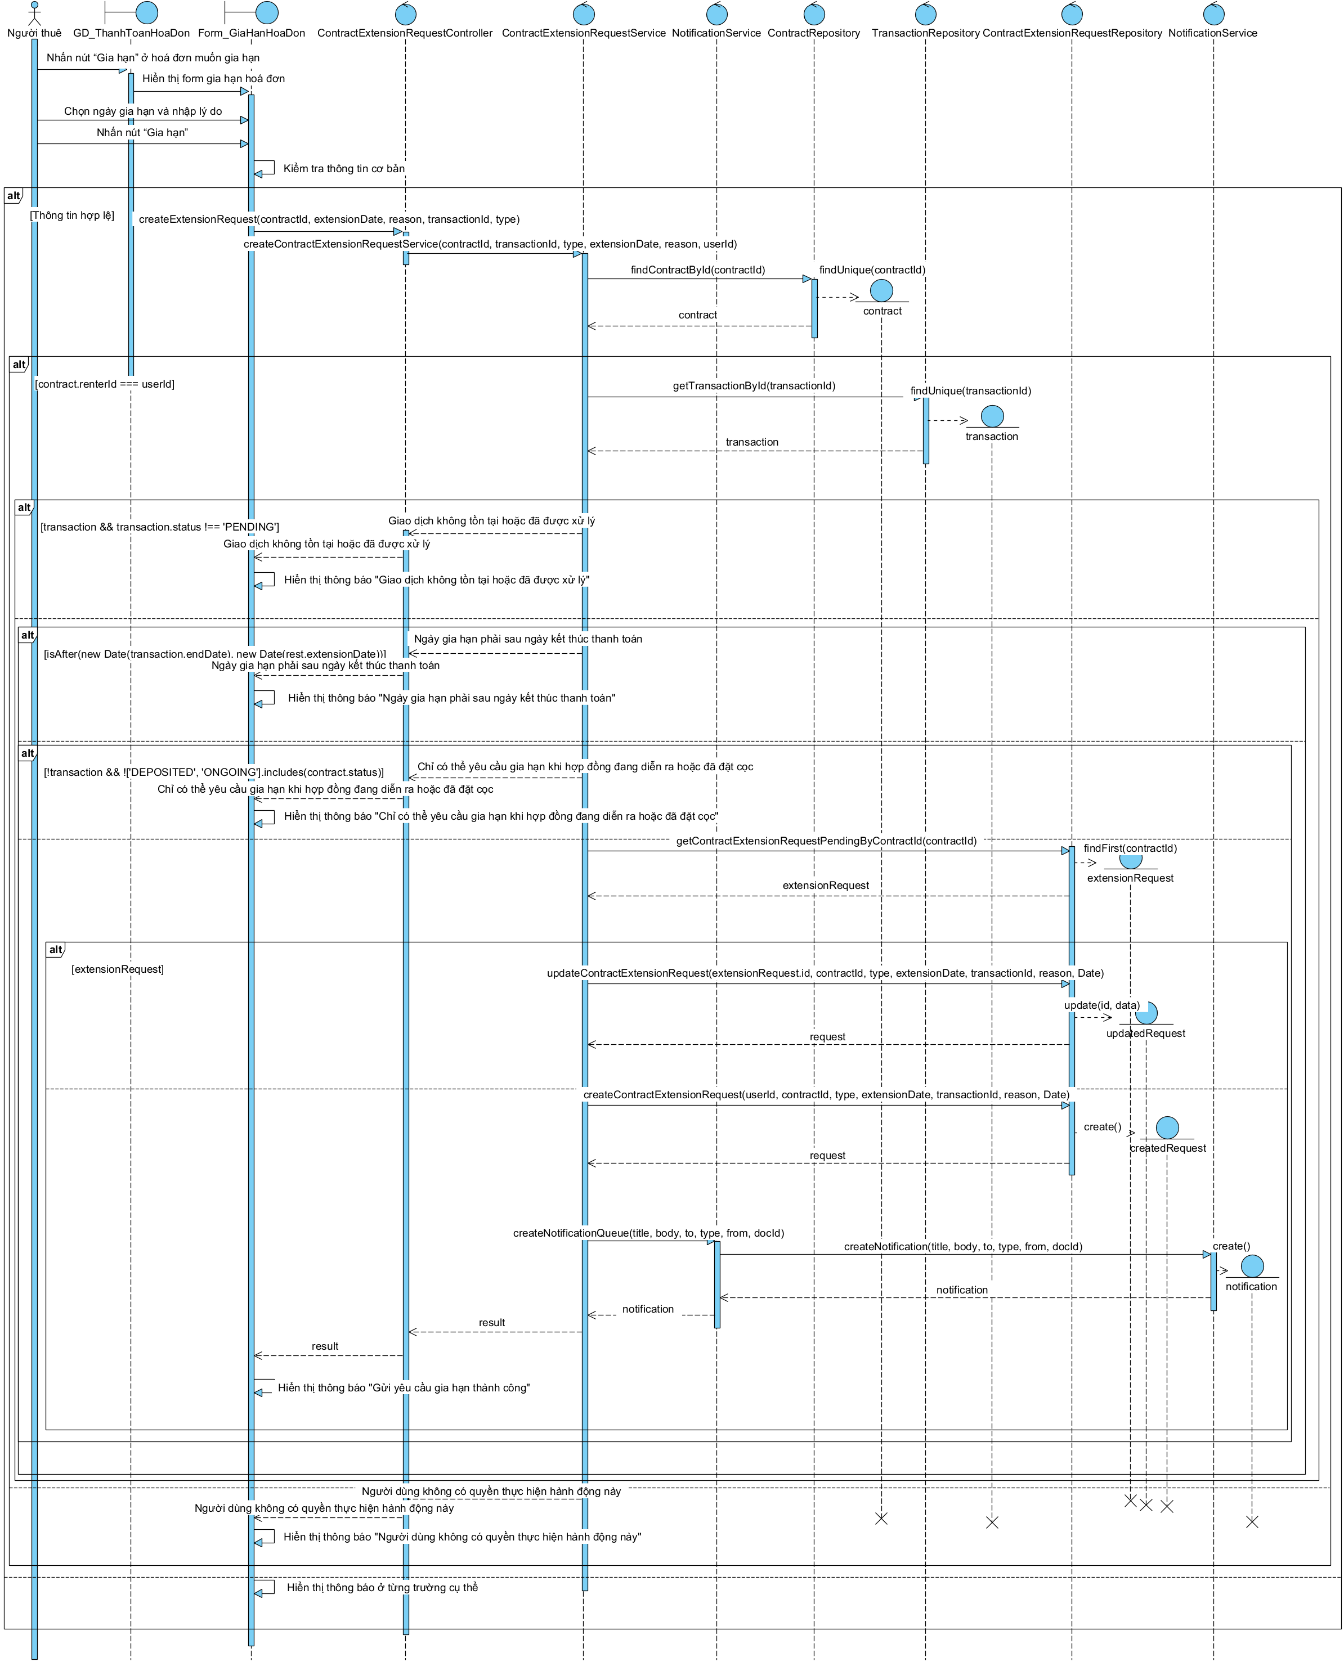 Người thuê
GD_ThanhToanHoaDon
Form_GiaHanHoaDon
ContractExtensionRequestController
ContractExtensionRequestService
NotificationService
ContractRepository
TransactionRepository
ContractExtensionRequestRepository
NotificationService
Nhấn nút “Gia hạn” ở hoá đơn muốn gia hạn
Hiển thị form gia hạn hoá đơn
Chọn ngày gia hạn và nhập lý do
Nhấn nút “Gia hạn”
Kiểm tra thông tin cơ bản
alt
[Thông tin hợp lệ]
createExtensionRequest(contractId, extensionDate, reason, transactionId, type)
createContractExtensionRequestService(contractId, transactionId, type, extensionDate, reason, userId)
findContractById(contractId)
findUnique(contractId)
contract
contract
alt
[contract.renterId === userId]
getTransactionById(transactionId)
findUnique(transactionId)
transaction
transaction
alt
[transaction && transaction.status !== 'PENDING']
Giao dịch không tồn tại hoặc đã được xử lý
Giao dịch không tồn tại hoặc đã được xử lý
Hiển thị thông báo "Giao dịch không tồn tại hoặc đã được xử lý"
alt
Ngày gia hạn phải sau ngày kết thúc thanh toán
[isAfter(new Date(transaction.endDate), new Date(rest.extensionDate))]
Ngày gia hạn phải sau ngày kết thúc thanh toán
Hiển thị thông báo "Ngày gia hạn phải sau ngày kết thúc thanh toán"
alt
Chỉ có thể yêu cầu gia hạn khi hợp đồng đang diễn ra hoặc đã đặt cọc
[!transaction && !['DEPOSITED', 'ONGOING'].includes(contract.status)]
Chỉ có thể yêu cầu gia hạn khi hợp đồng đang diễn ra hoặc đã đặt cọc
Hiển thị thông báo "Chỉ có thể yêu cầu gia hạn khi hợp đồng đang diễn ra hoặc đã đặt cọc"
getContractExtensionRequestPendingByContractId(contractId)
findFirst(contractId)
extensionRequest
extensionRequest
alt
[extensionRequest]
updateContractExtensionRequest(extensionRequest.id, contractId, type, extensionDate, transactionId, reason, Date)
update(id, data)
updatedRequest
request
createContractExtensionRequest(userId, contractId, type, extensionDate, transactionId, reason, Date)
create()
createdRequest
request
createNotificationQueue(title, body, to, type, from, docId)
createNotification(title, body, to, type, from, docId)
create()
notification
notification
notification
result
result
Hiển thị thông báo "Gửi yêu cầu gia hạn thành công"
Người dùng không có quyền thực hiện hành động này
Người dùng không có quyền thực hiện hành động này
Hiển thị thông báo "Người dùng không có quyền thực hiện hành động này"
Hiển thị thông báo ở từng trường cụ thể